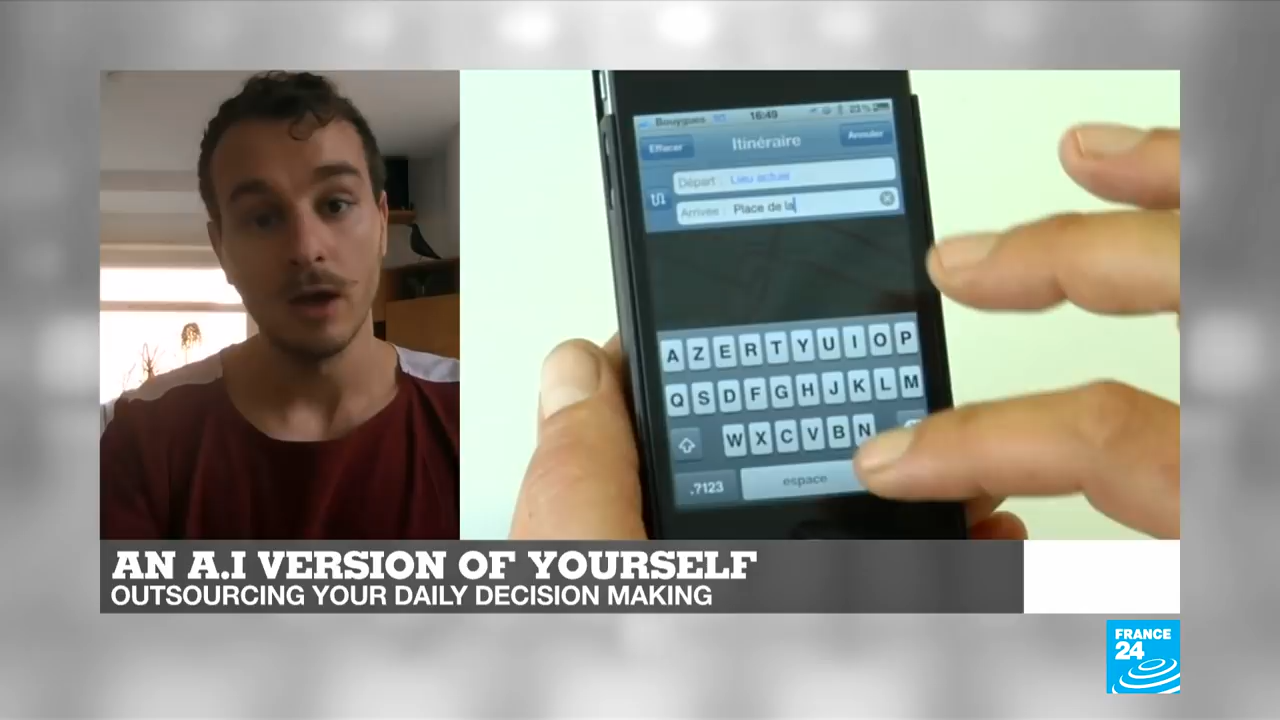 Bouygues 16:49
Effacer Itinéraire Annuler
Départ : Lieu actuel
Arrivée : Place de la
A Z E R T Y U I O P
Q S D F G H J K L M
W X C V B N
.?123 espace
AN A.I VERSION OF YOURSELF
OUTSOURCING YOUR DAILY DECISION MAKING
FRANCE
24